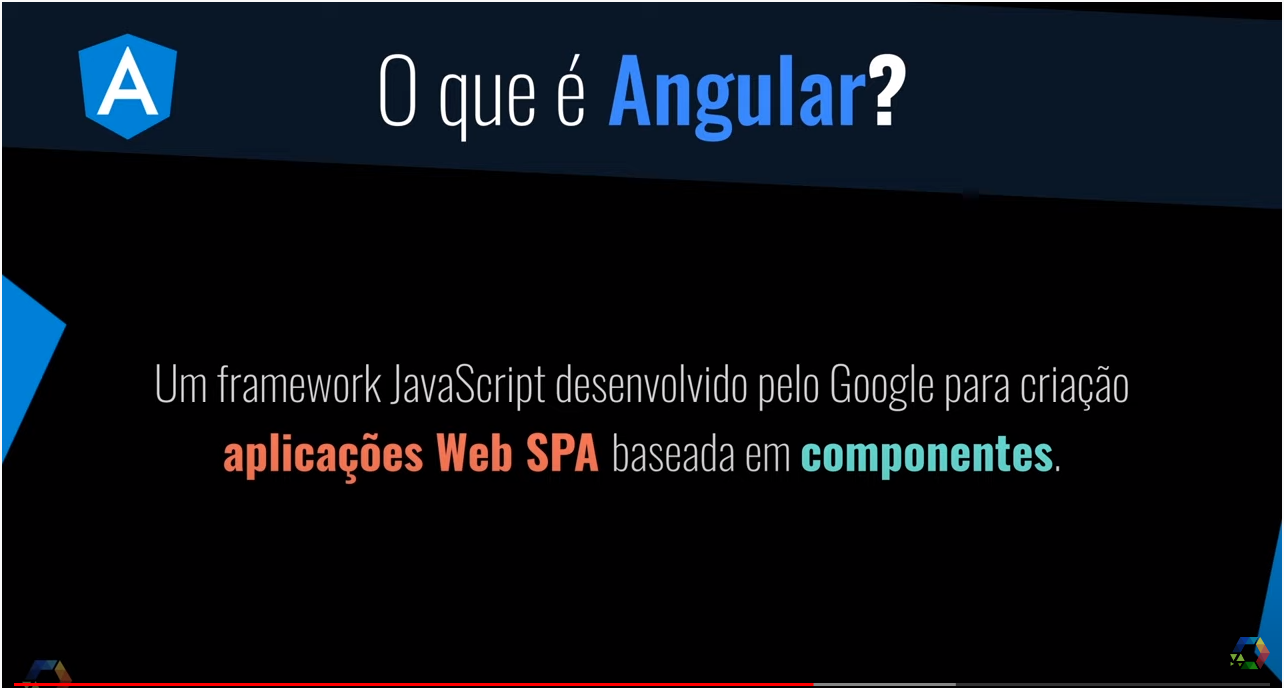 A
O que é Angular?
Um framework JavaScript desenvolvido pelo Google para criação
aplicações Web SPA baseada em componentes.